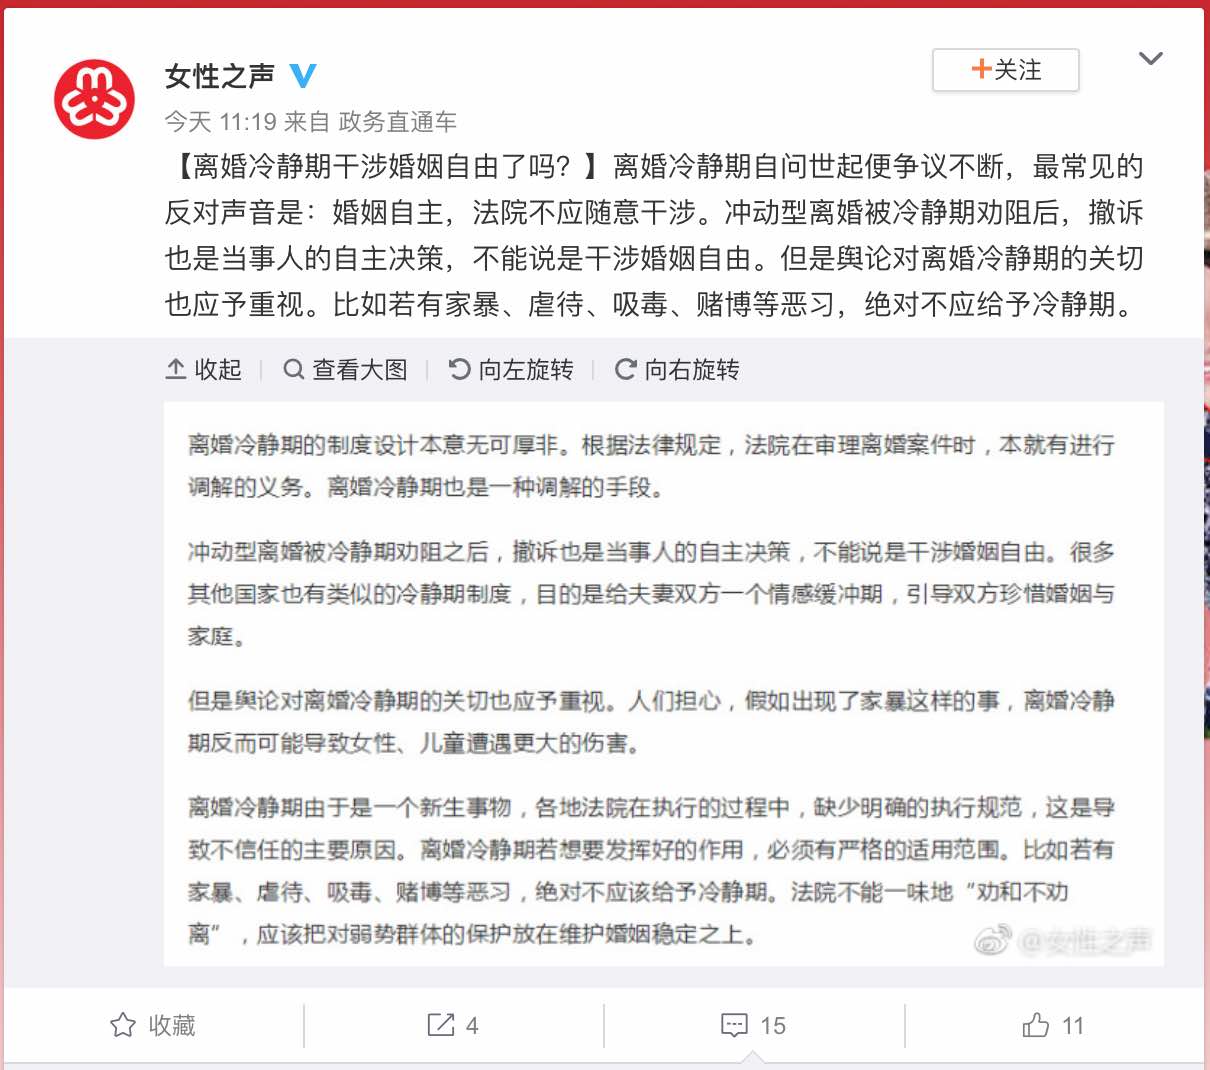 女性之声
+关注
今天 11:19 来自 政务直通车
【离婚冷静期干涉婚姻自由了吗？】离婚冷静期自问世起便争议不断，最常见的
反对声音是：婚姻自主，法院不应随意干涉。冲动型离婚被冷静期劝阻后，撤诉
也是当事人的自主决策，不能说是干涉婚姻自由。但是舆论对离婚冷静期的关切
也应予重视。比如若有家暴、虐待、吸毒、赌博等恶习，绝对不应给予冷静期。
收起 查看大图 向左旋转 向右旋转
离婚冷静期的制度设计本意无可厚非。根据法律规定，法院在审理离婚案件时，本就有进行
调解的义务。离婚冷静期也是一种调解的手段。
冲动型离婚被冷静期劝阻之后，撤诉也是当事人的自主决策，不能说是干涉婚姻自由。很多
其他国家也有类似的冷静期制度，目的是给夫妻双方一个情感缓冲期，引导双方珍惜婚姻与
家庭。
但是舆论对离婚冷静期的关切也应予重视。人们担心，假如出现了家暴这样的事，离婚冷静
期反而可能导致女性、儿童遭遇更大的伤害。
离婚冷静期由于是一个新生事物，各地法院在执行的过程中，缺少明确的执行规范，这是导
致不信任的主要原因。离婚冷静期若想要发挥好的作用，必须有严格的适用范围。比如若有
家暴、虐待、吸毒、赌博等恶习，绝对不应该给予冷静期。法院不能一味地“劝和不劝
离”，应该把对弱势群体的保护放在维护婚姻稳定之上。
@女性之声
收藏 4 15 11